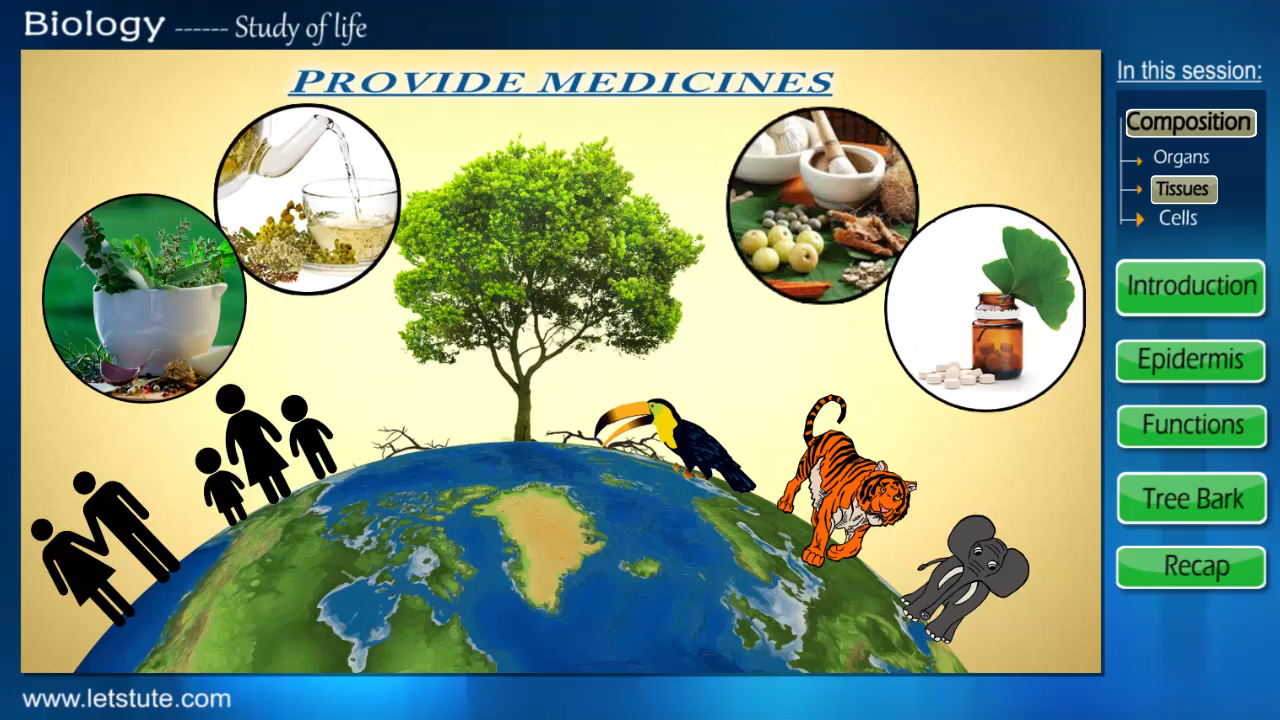 Biology ------ Study of life
PROVIDE MEDICINES
In this session:
Composition
Organs
Tissues
Cells
Introduction
Epidermis
Functions
Tree Bark
Recap
www.letstute.com